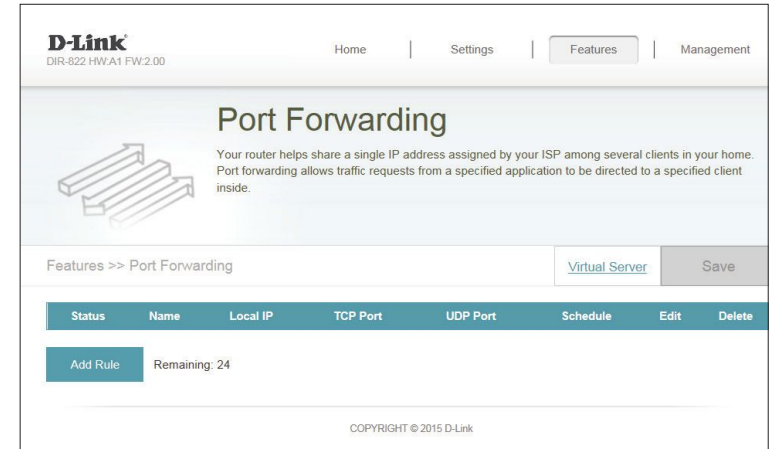 D-Link
DIR-822 HW:A1 FW:2.00
Home | Settings | Features | Management
Port Forwarding
Your router helps share a single IP address assigned by your ISP among several clients in your home.
Port forwarding allows traffic requests from a specified application to be directed to a specified client
inside.
Features >> Port Forwarding
Virtual Server
Save
Status Name Local IP TCP Port UDP Port Schedule Edit Delete
Add Rule Remaining: 24
COPYRIGHT © 2015 D-Link